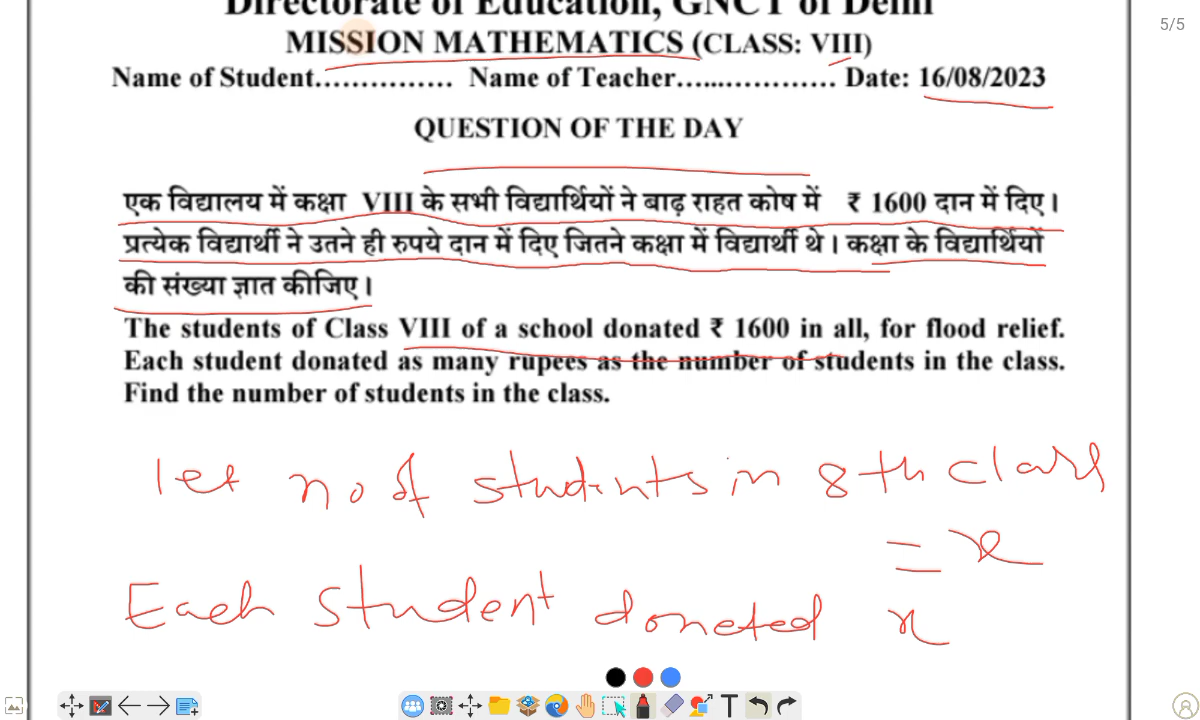 5/5
Directorate of Education, GNCT of Delhi
MISSION MATHEMATICS (CLASS: VIII)
Name of Student…………… Name of Teacher…...………… Date: 16/08/2023
QUESTION OF THE DAY
एक विद्यालय में कक्षा VIII के सभी विद्यार्थियों ने बाढ़ राहत कोष में ₹ 1600 दान में दिए।
प्रत्येक विद्यार्थी ने उतने ही रुपये दान में दिए जितने कक्षा में विद्यार्थी थे। कक्षा के विद्यार्थियों
की संख्या ज्ञात कीजिए।
The students of Class VIII of a school donated ₹ 1600 in all, for flood relief.
Each student donated as many rupees as the number of students in the class.
Find the number of students in the class.
let no of students in 8th class
= x
Each student doneted x
T